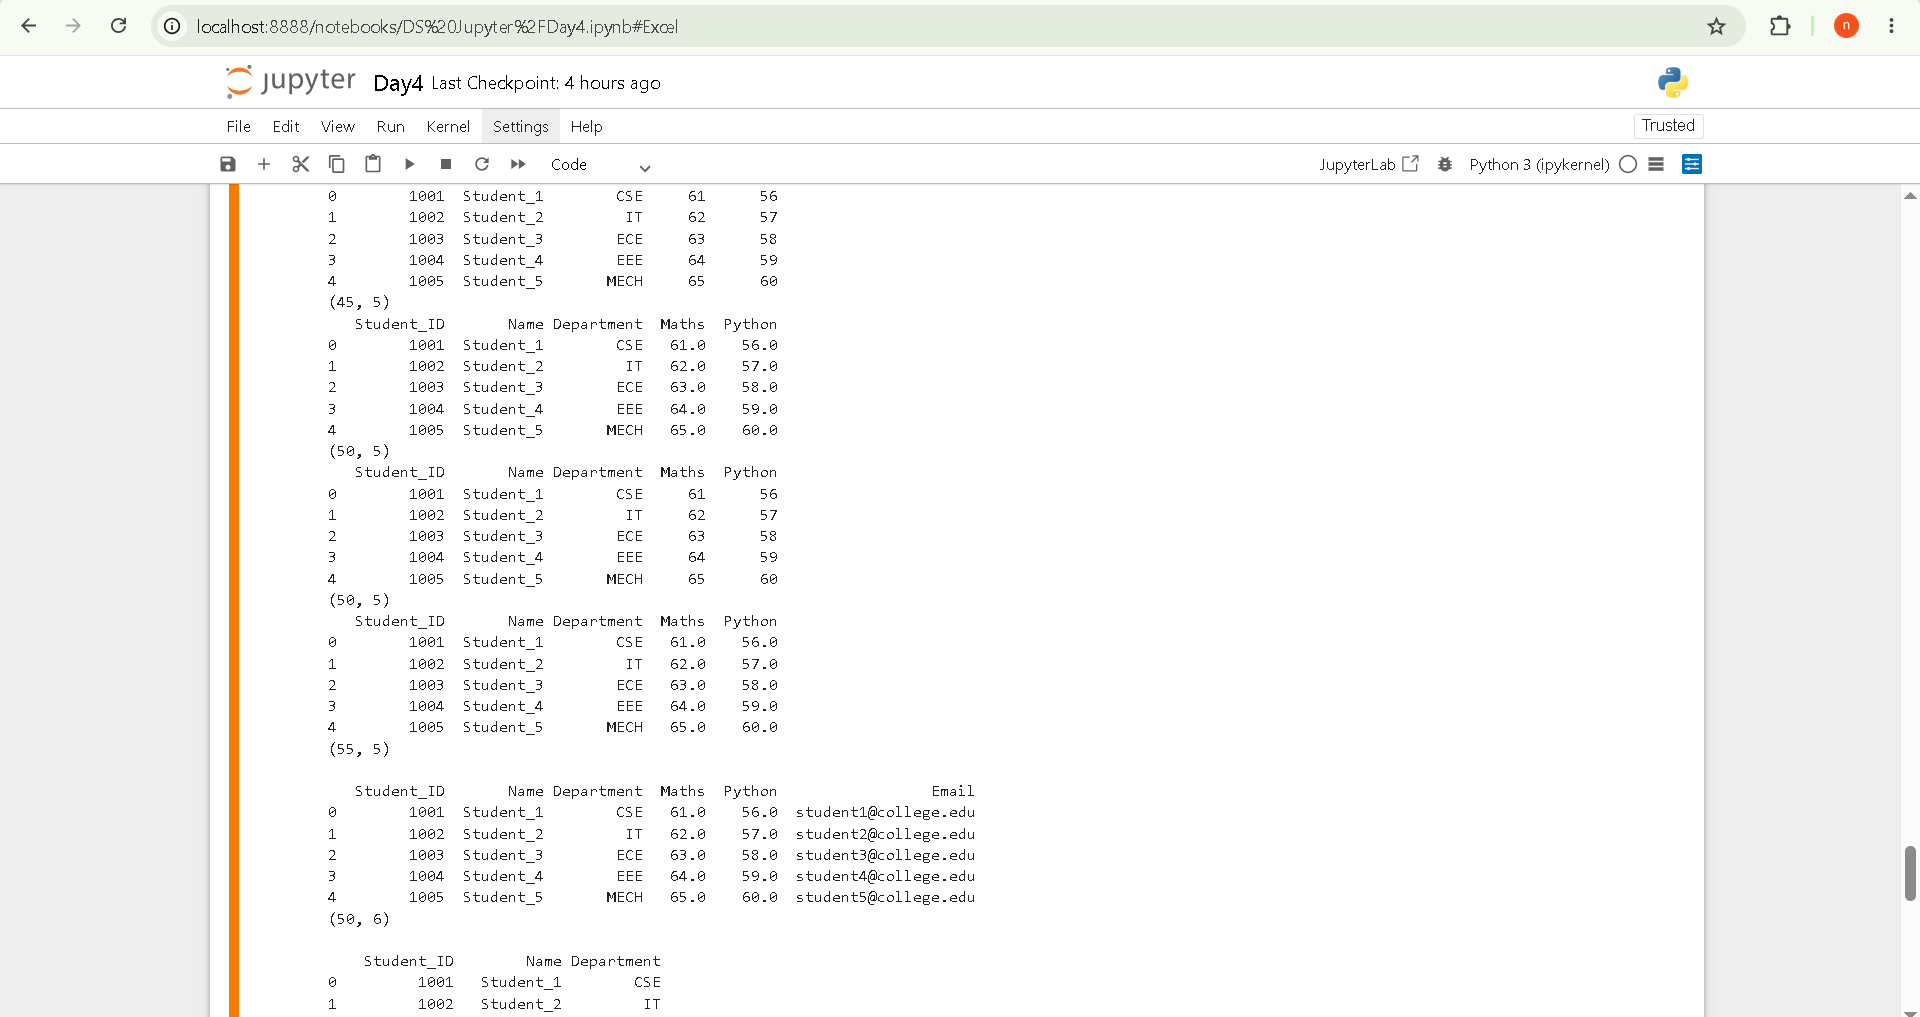 localhost:8888/notebooks/DS%20Jupyter%2FDay4.ipynb#Excel
n
jupyter Day4 Last Checkpoint: 4 hours ago
File Edit View Run Kernel Settings Help Trusted
Code JupyterLab Python 3 (ipykernel)
0 1001 Student_1 CSE 61 56
1 1002 Student_2 IT 62 57
2 1003 Student_3 ECE 63 58
3 1004 Student_4 EEE 64 59
4 1005 Student_5 MECH 65 60
(45, 5)
Student_ID Name Department Maths Python
0 1001 Student_1 CSE 61.0 56.0
1 1002 Student_2 IT 62.0 57.0
2 1003 Student_3 ECE 63.0 58.0
3 1004 Student_4 EEE 64.0 59.0
4 1005 Student_5 MECH 65.0 60.0
(50, 5)
Student_ID Name Department Maths Python
0 1001 Student_1 CSE 61 56
1 1002 Student_2 IT 62 57
2 1003 Student_3 ECE 63 58
3 1004 Student_4 EEE 64 59
4 1005 Student_5 MECH 65 60
(50, 5)
Student_ID Name Department Maths Python
0 1001 Student_1 CSE 61.0 56.0
1 1002 Student_2 IT 62.0 57.0
2 1003 Student_3 ECE 63.0 58.0
3 1004 Student_4 EEE 64.0 59.0
4 1005 Student_5 MECH 65.0 60.0
(55, 5)
Student_ID Name Department Maths Python Email
0 1001 Student_1 CSE 61.0 56.0 student1@college.edu
1 1002 Student_2 IT 62.0 57.0 student2@college.edu
2 1003 Student_3 ECE 63.0 58.0 student3@college.edu
3 1004 Student_4 EEE 64.0 59.0 student4@college.edu
4 1005 Student_5 MECH 65.0 60.0 student5@college.edu
(50, 6)
Student_ID Name Department
0 1001 Student_1 CSE
1 1002 Student_2 IT